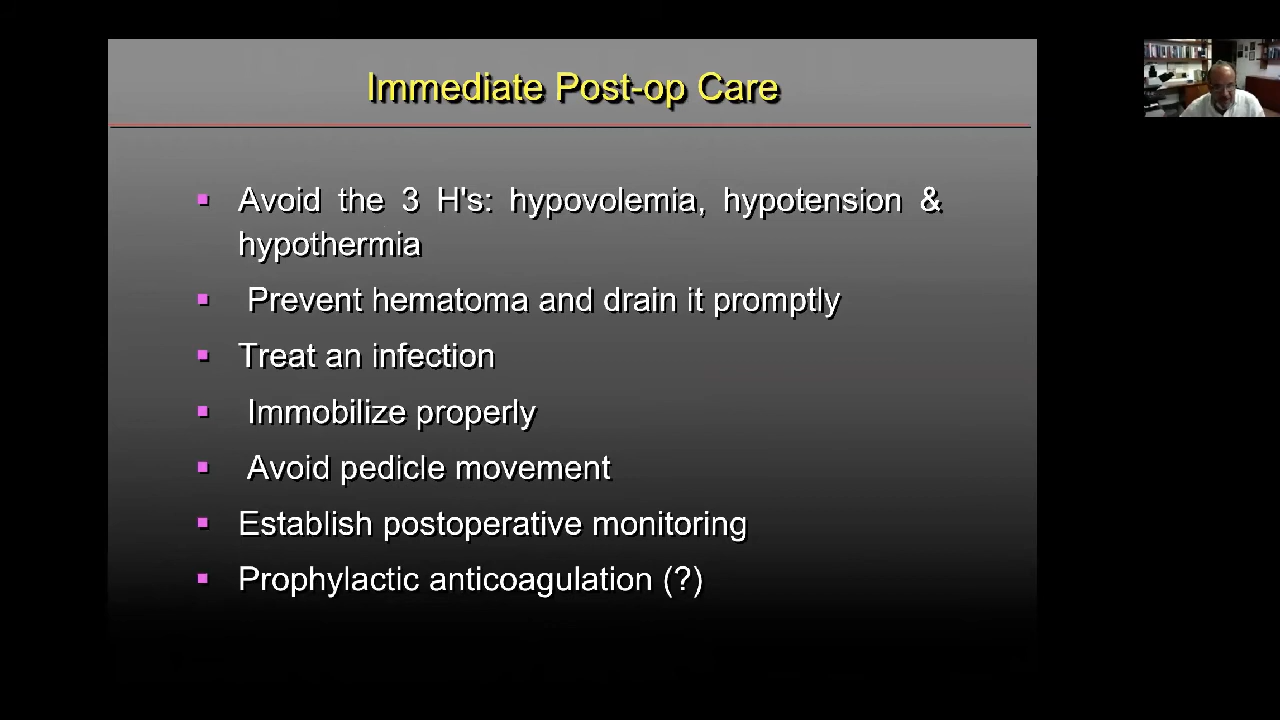 Immediate Post-op Care
Avoid the 3 H's: hypovolemia, hypotension &
hypothermia
Prevent hematoma and drain it promptly
Treat an infection
Immobilize properly
Avoid pedicle movement
Establish postoperative monitoring
Prophylactic anticoagulation (?)